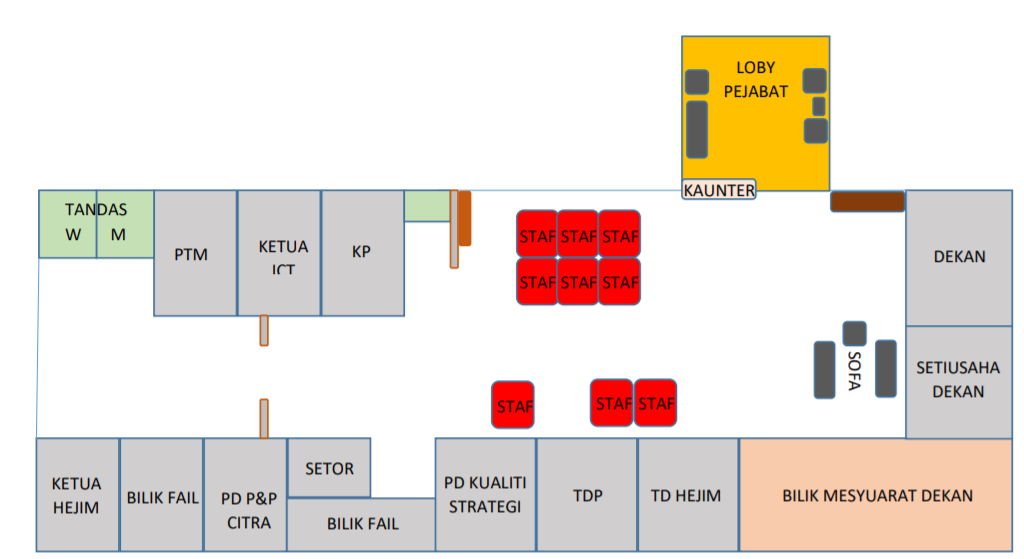 LOBY
PEJABAT
KAUNTER
TANDAS
W M
PTM
KETUA
ICT
KP
STAF STAF STAF
STAF STAF STAF
DEKAN
SOFA
SETIUSAHA
DEKAN
STAF
STAF STAF
KETUA
HEJIM
BILIK FAIL
PD P&P
CITRA
SETOR
BILIK FAIL
PD KUALITI
STRATEGI
TDP
TD HEJIM
BILIK MESYUARAT DEKAN